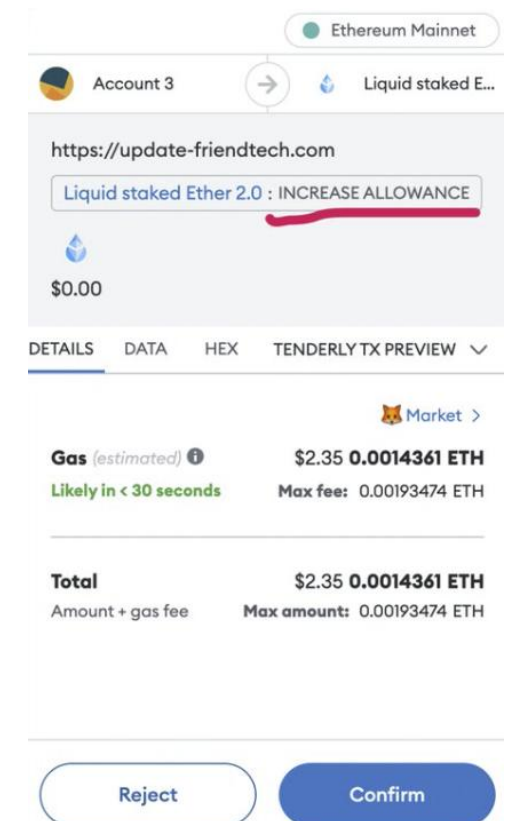 Ethereum Mainnet
Account 3 Liquid staked E...
https://update-friendtech.com
Liquid staked Ether 2.0 : INCREASE ALLOWANCE
$0.00
DETAILS DATA HEX TENDERLY TX PREVIEW
Market >
Gas (estimated) $2.35 0.0014361 ETH
Likely in < 30 seconds Max fee: 0.00193474 ETH
Total $2.35 0.0014361 ETH
Amount + gas fee Max amount: 0.00193474 ETH
Reject Confirm